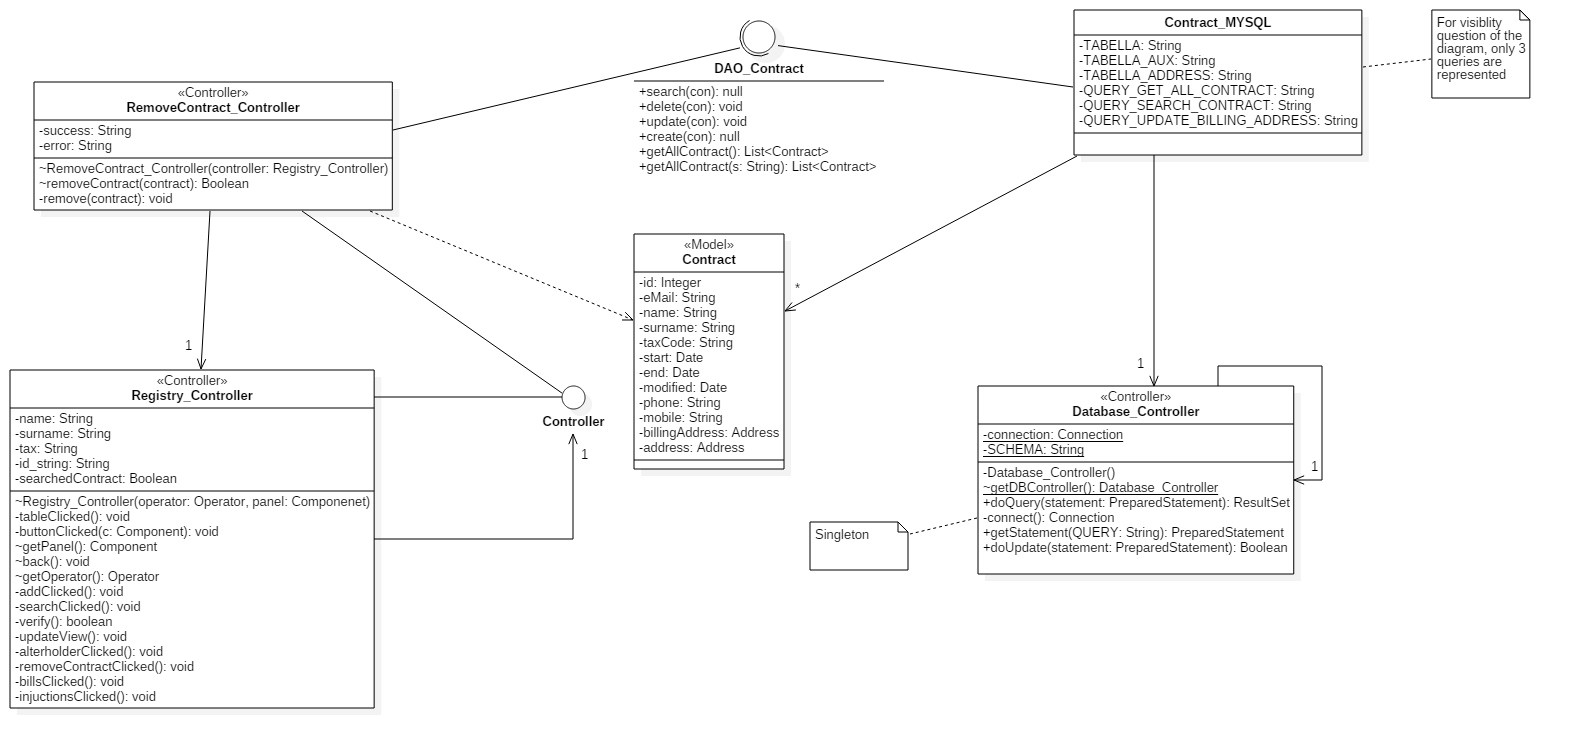 «Controller»
RemoveContract_Controller
-success: String
-error: String
~RemoveContract_Controller(controller: Registry_Controller)
~removeContract(contract): Boolean
-remove(contract): void
DAO_Contract
+search(con): null
+delete(con): void
+update(con): void
+create(con): null
+getAllContract(): List<Contract>
+getAllContract(s: String): List<Contract>
Contract_MYSQL
-TABELLA: String
-TABELLA_AUX: String
-TABELLA_ADDRESS: String
-QUERY_GET_ALL_CONTRACT: String
-QUERY_SEARCH_CONTRACT: String
-QUERY_UPDATE_BILLING_ADDRESS: String
For visiblity
question of the
diagram, only 3
queries are
represented
«Model»
Contract
-id: Integer
-eMail: String
-name: String
-surname: String
-taxCode: String
-start: Date
-end: Date
-modified: Date
-phone: String
-mobile: String
-billingAddress: Address
-address: Address
*
1
«Controller»
Registry_Controller
-name: String
-surname: String
-tax: String
-id_string: String
-searchedContract: Boolean
~Registry_Controller(operator: Operator, panel: Componenet)
-tableClicked(): void
-buttonClicked(c: Component): void
~getPanel(): Component
~back(): void
~getOperator(): Operator
-addClicked(): void
-searchClicked(): void
-verify(): boolean
-updateView(): void
-alterholderClicked(): void
-removeContractClicked(): void
-billsClicked(): void
-injuctionsClicked(): void
Controller
1
1
«Controller»
Database_Controller
-connection: Connection
-SCHEMA: String
-Database_Controller()
~getDBController(): Database_Controller
+doQuery(statement: PreparedStatement): ResultSet
-connect(): Connection
+getStatement(QUERY: String): PreparedStatement
+doUpdate(statement: PreparedStatement): Boolean
1
Singleton